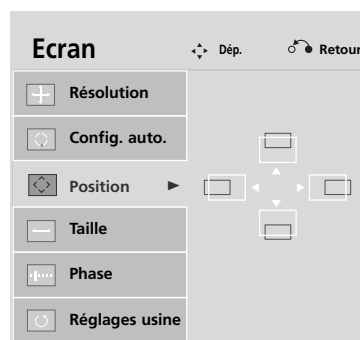 Ecran Dép. Retour
Résolution
Config. auto.
Position
Taille
Phase
Réglages usine